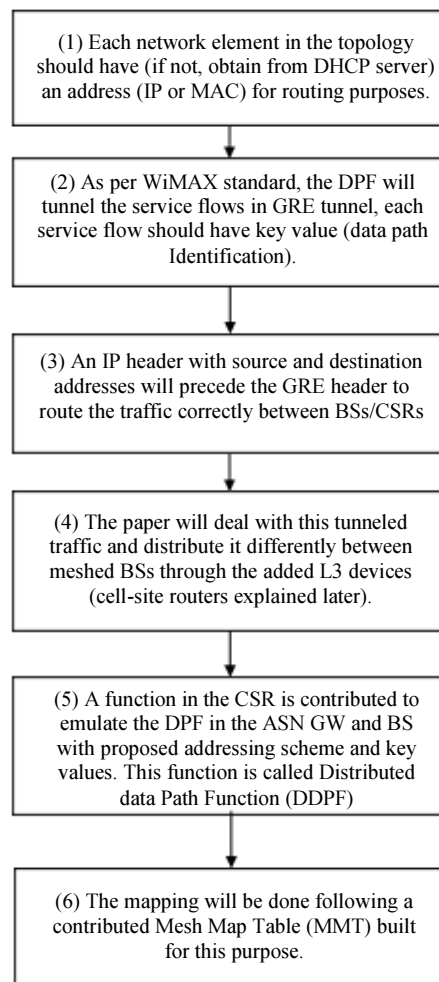 (1) Each network element in the topology
should have (if not, obtain from DHCP server)
an address (IP or MAC) for routing purposes.
(2) As per WiMAX standard, the DPF will
tunnel the service flows in GRE tunnel, each
service flow should have key value (data path
Identification).
(3) An IP header with source and destination
addresses will precede the GRE header to
route the traffic correctly between BSs/CSRs
(4) The paper will deal with this tunneled
traffic and distribute it differently between
meshed BSs through the added L3 devices
(cell-site routers explained later).
(5) A function in the CSR is contributed to
emulate the DPF in the ASN GW and BS
with proposed addressing scheme and key
values. This function is called Distributed
data Path Function (DDPF)
(6) The mapping will be done following a
contributed Mesh Map Table (MMT) built
for this purpose.